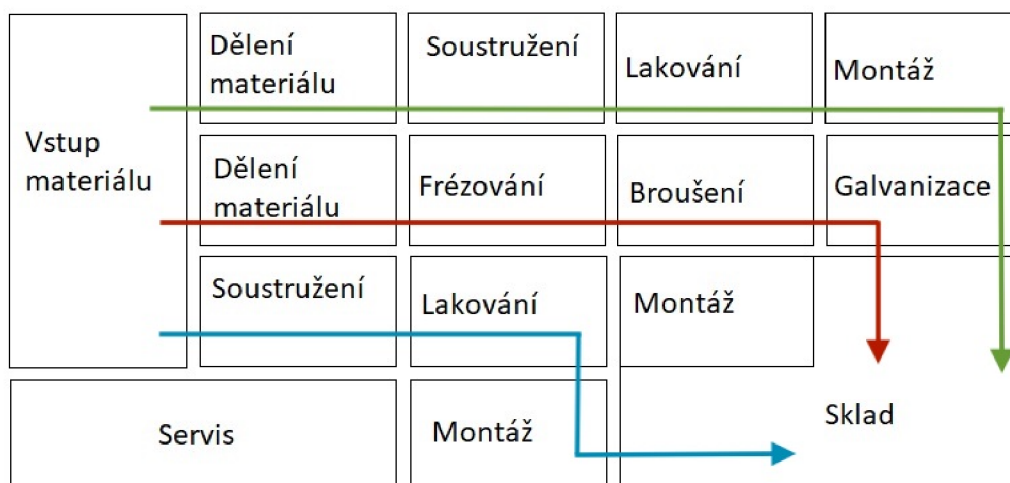 Vstup
materiálu
Dělení
materiálu
Soustružení
Lakování
Montáž
Dělení
materiálu
Frézování
Broušení
Galvanizace
Soustružení
Lakování
Montáž
Servis
Montáž
Sklad